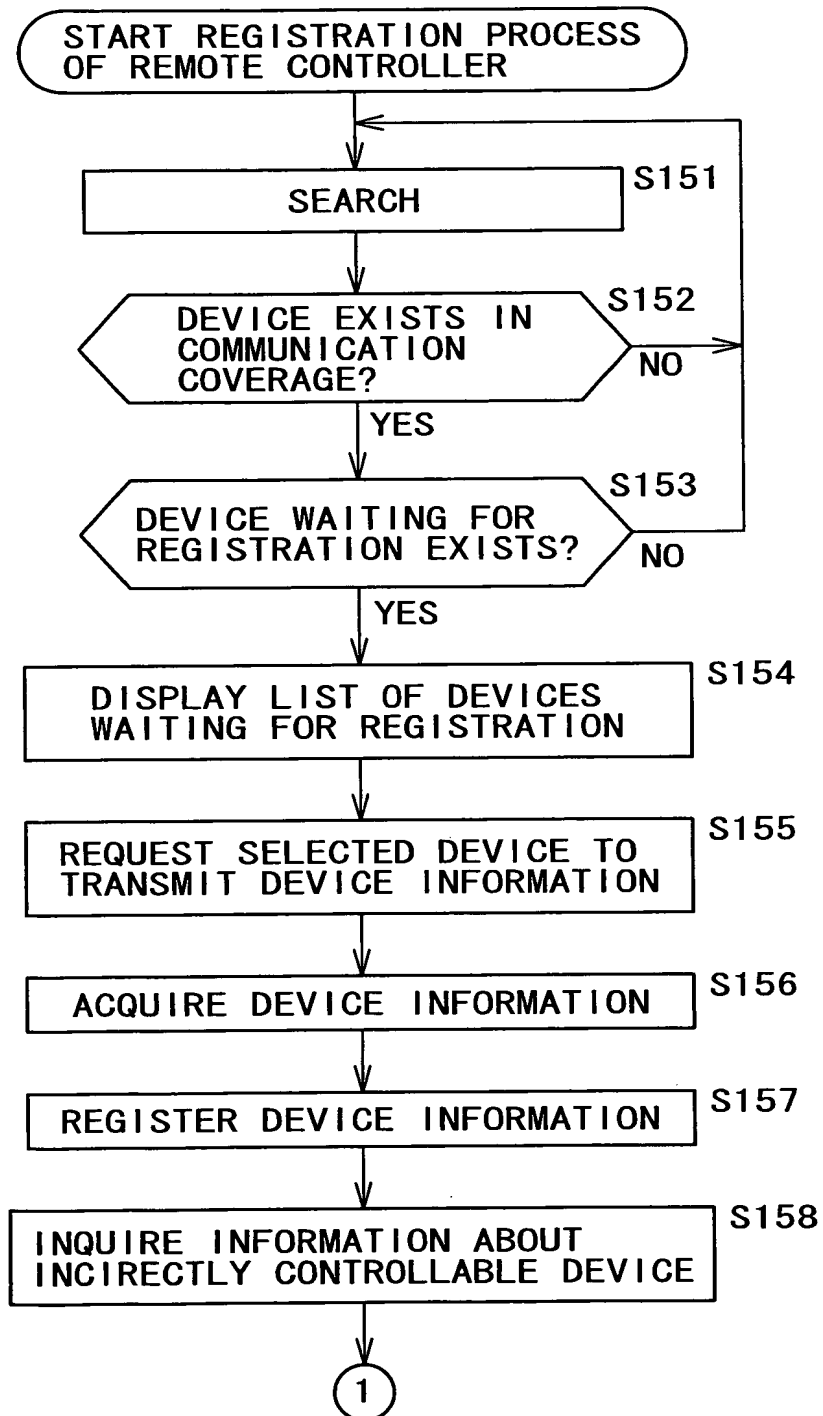 START REGISTRATION PROCESS
OF REMOTE CONTROLLER
S151
SEARCH
S152
DEVICE EXISTS IN
COMMUNICATION
COVERAGE?
NO
YES
S153
DEVICE WAITING FOR
REGISTRATION EXISTS?
NO
YES
S154
DISPLAY LIST OF DEVICES
WAITING FOR REGISTRATION
S155
REQUEST SELECTED DEVICE TO
TRANSMIT DEVICE INFORMATION
S156
ACQUIRE DEVICE INFORMATION
S157
REGISTER DEVICE INFORMATION
S158
INQUIRE INFORMATION ABOUT
INCIRECTLY CONTROLLABLE DEVICE
1